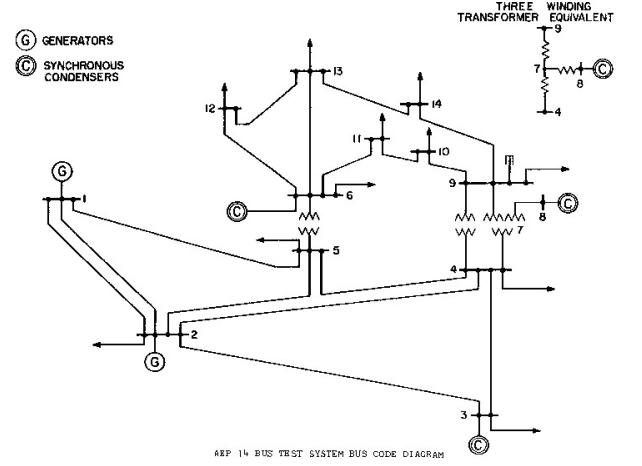 THREE WINDING
TRANSFORMER EQUIVALENT
G GENERATORS
C SYNCHRONOUS
CONDENSERS
9
7
C
8
4
13
14
12
11
10
G
1
C
6
9
8
C
7
5
4
2
G
3
C
AEP 14 BUS TEST SYSTEM BUS CODE DIAGRAM